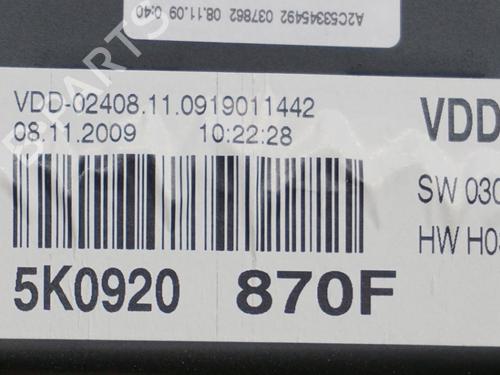 A2C53345492 037862 08.11.09 0:40
VDD-02408.11.0919011442
VDD
08.11.2009 10:22:28
SW 030
HW H03
5K0920 870F